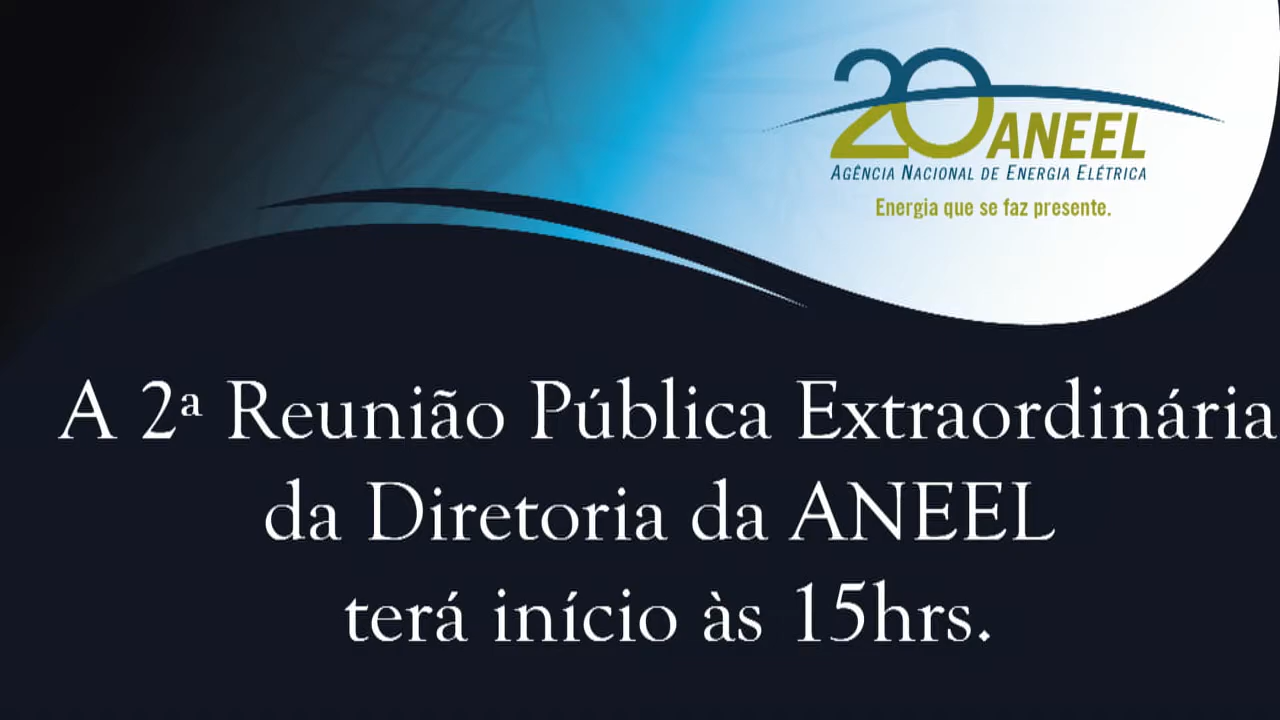 20 ANEEL
AGÊNCIA NACIONAL DE ENERGIA ELÉTRICA
Energia que se faz presente.
A 2ª Reunião Pública Extraordinária
da Diretoria da ANEEL
terá início às 15hrs.